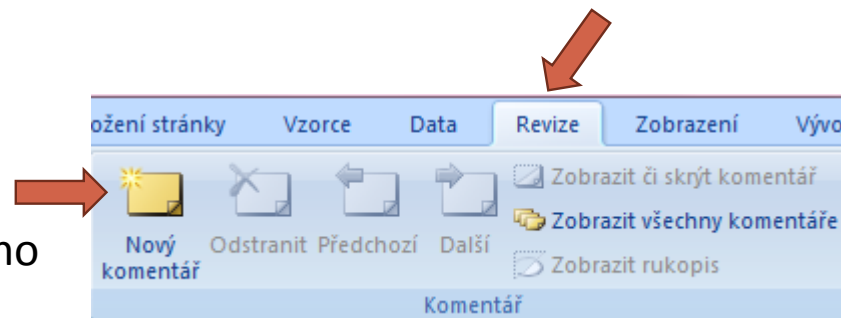 ožení stránky Vzorce Data Revize Zobrazení Vývo
Zobrazit či skrýt komentář
Zobrazit všechny komentáře
Zobrazit rukopis
Nový komentář Odstranit Předchozí Další
Komentář
no